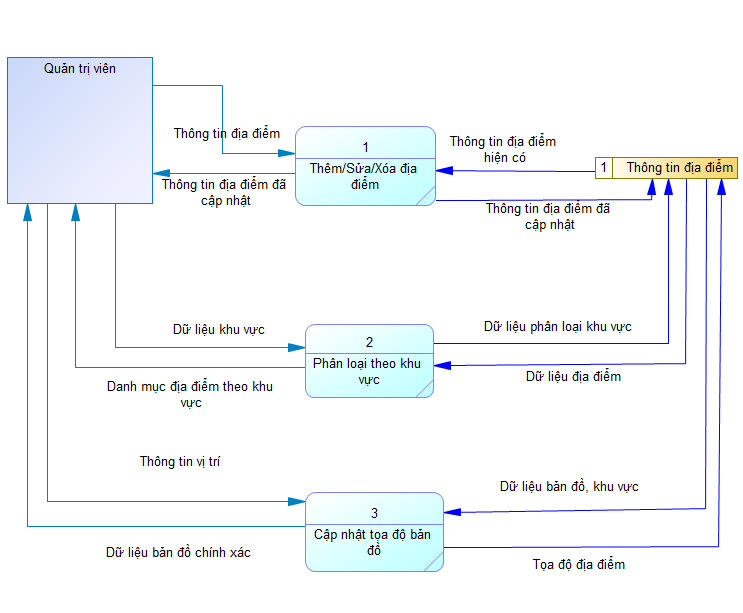 Quản trị viên
Thông tin địa điểm
1
Thêm/Sửa/Xóa địa
điểm
Thông tin địa điểm
hiện có
1
Thông tin địa điểm
Thông tin địa điểm đã
cập nhật
Thông tin địa điểm đã
cập nhật
Dữ liệu khu vực
2
Phân loại theo khu
vực
Dữ liệu phân loại khu vực
Dữ liệu địa điểm
Danh mục địa điểm theo khu
vực
Thông tin vị trí
3
Cập nhật tọa độ bản
đồ
Dữ liệu bản đồ, khu vực
Dữ liệu bản đồ chính xác
Tọa độ địa điểm